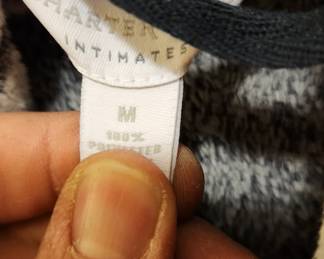 HARTER
INTIMATES
M
100%
POLYESTER